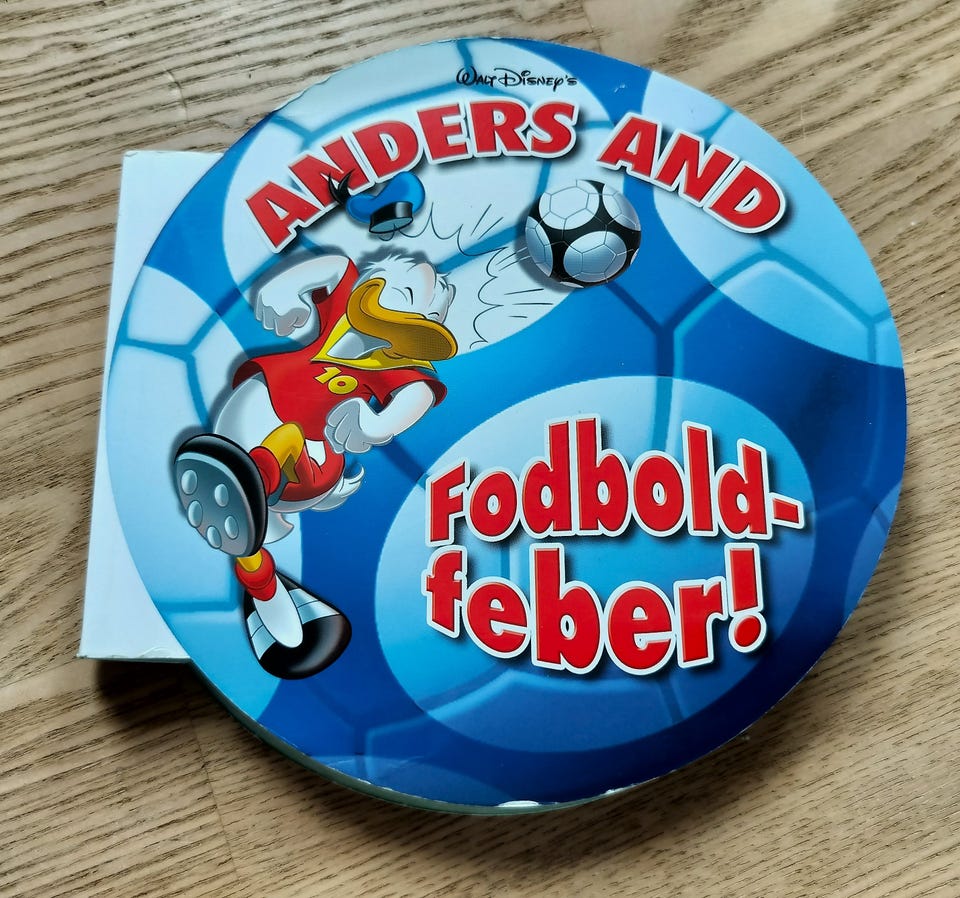 WALT DISNEY'S
ANDERS AND
10
Fodbold-
feber!